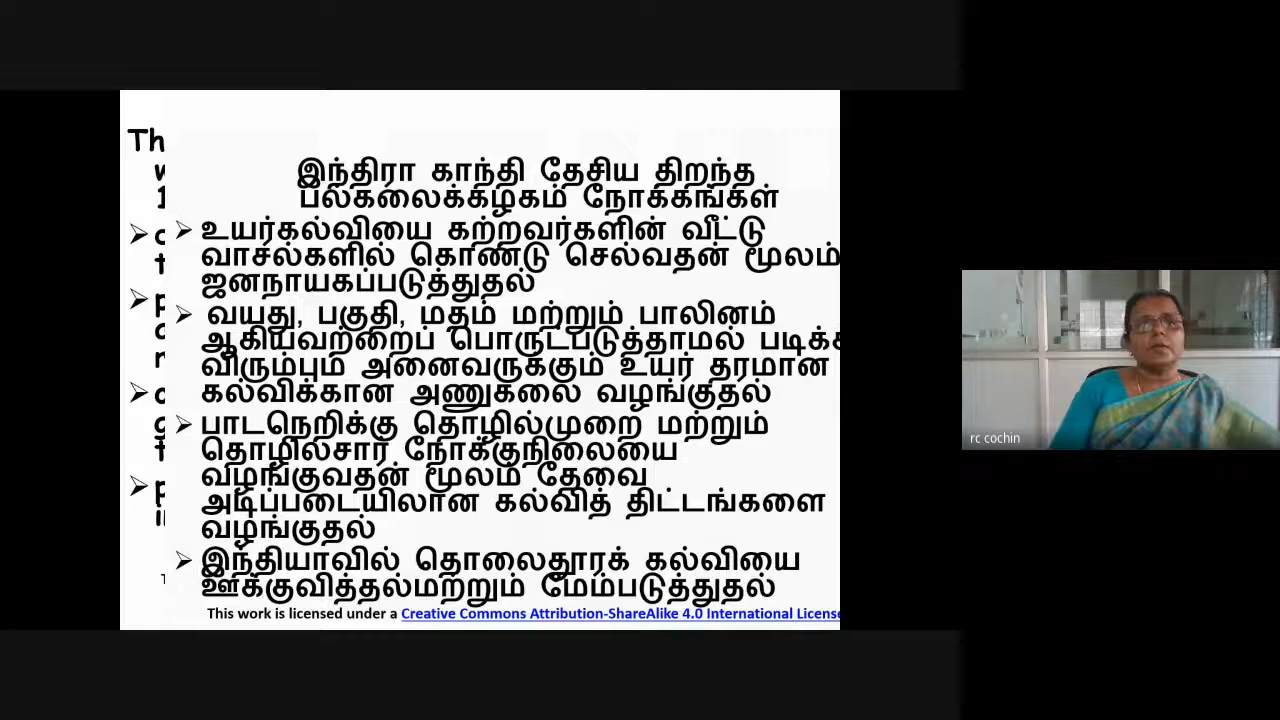 Th
இந்திரா காந்தி தேசிய திறந்த
பல்கலைக்கழகம் நோக்கங்கள்
➢ உயர்கல்வியை கற்றவர்களின் வீட்டு
வாசல்களில் கொண்டு செல்வதன் மூலம்
ஜனநாயகப்படுத்துதல்
➢ வயது, பகுதி, மதம் மற்றும் பாலினம்
ஆகியவற்றைப் பொருட்படுத்தாமல் படிக்க
விரும்பும் அனைவருக்கும் உயர் தரமான
கல்விக்கான அணுகலை வழங்குதல்
➢ பாடநெறிக்கு தொழில்முறை மற்றும்
தொழில்சார் நோக்குநிலையை
வழங்குவதன் மூலம் தேவை
அடிப்படையிலான கல்வித் திட்டங்களை
வழங்குதல்
➢ இந்தியாவில் தொலைதூரக் கல்வியை
ஊக்குவித்தல்மற்றும் மேம்படுத்துதல்
This work is licensed under a Creative Commons Attribution-ShareAlike 4.0 International License
rc cochin